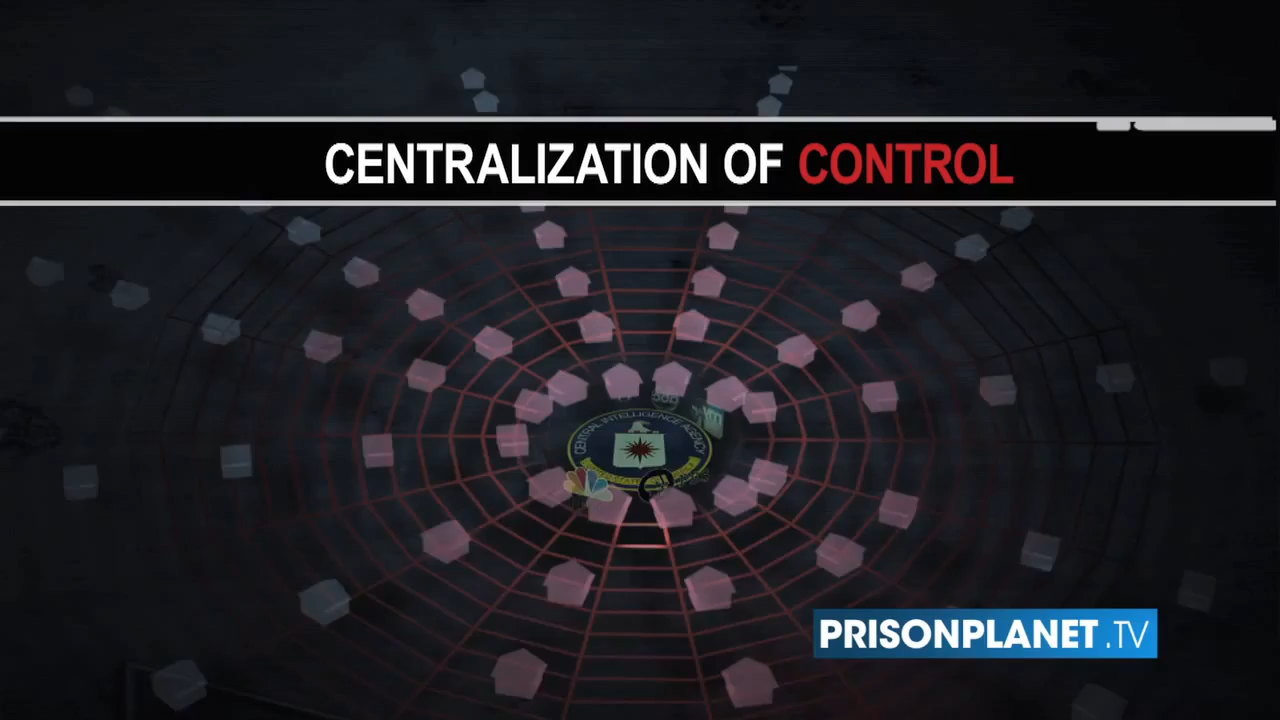 CENTRALIZATION OF CONTROL
CENTRAL INTELLIGENCE AGENCY
PRISONPLANET.TV